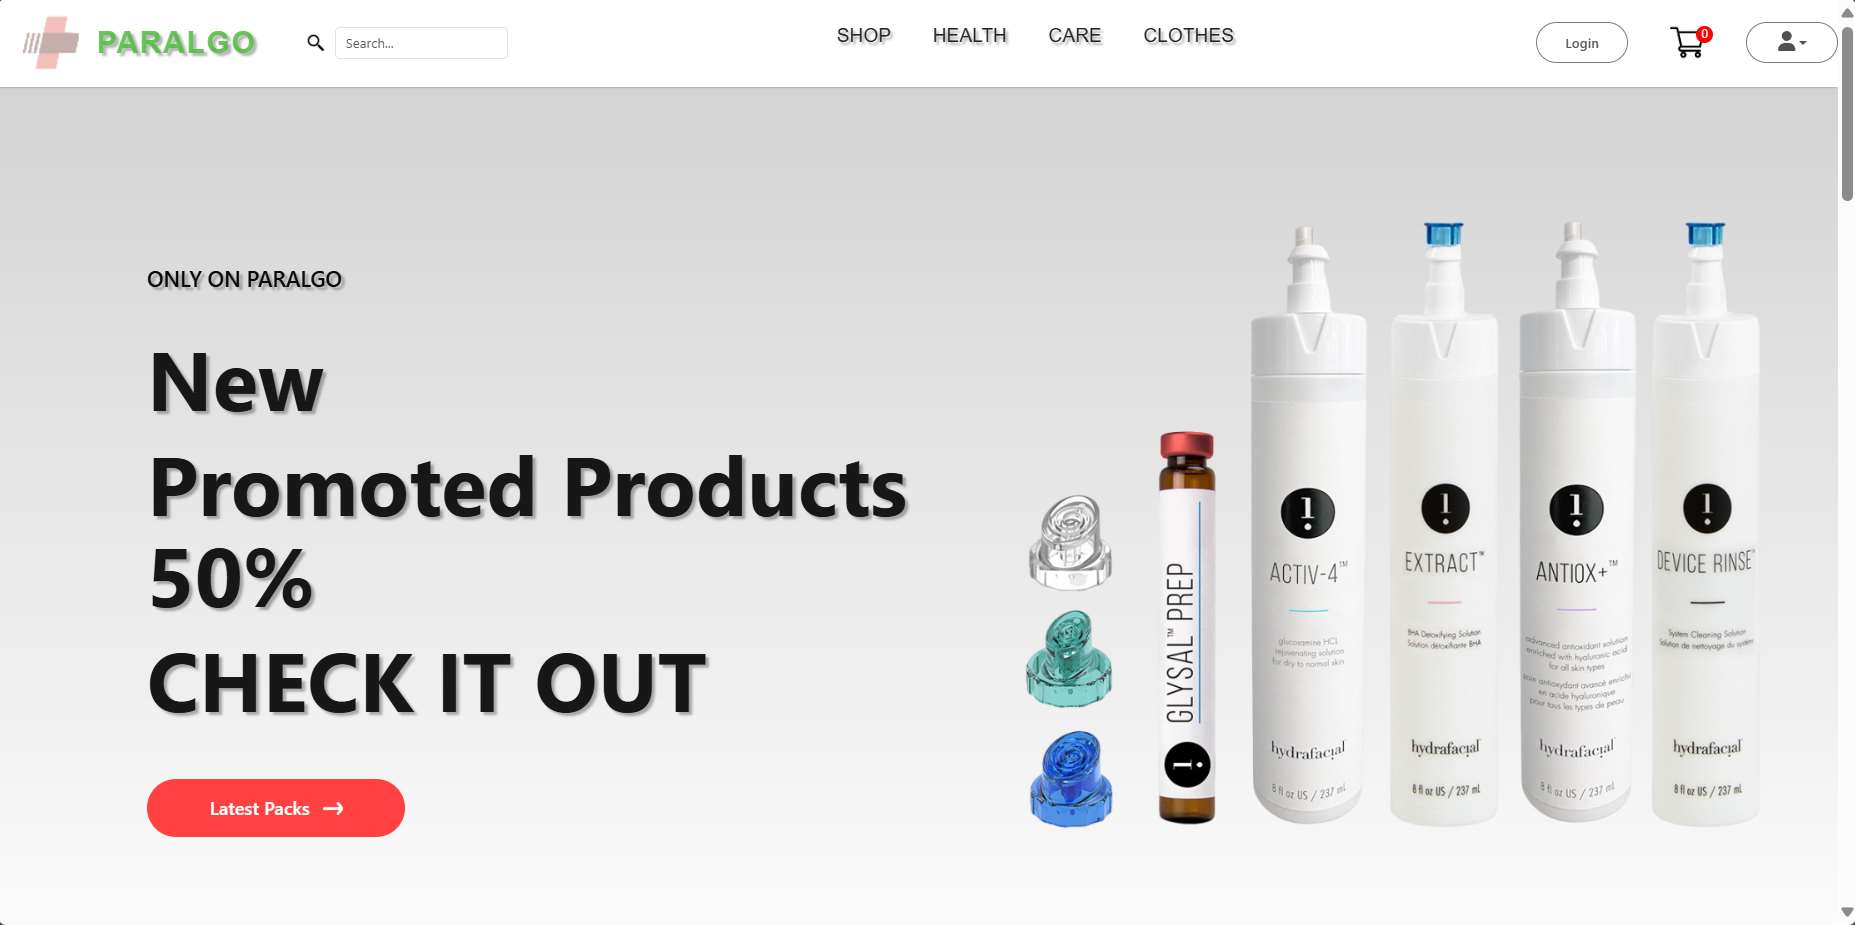 PARALGO
Search...
SHOP
HEALTH
CARE
CLOTHES
Login
0
ONLY ON PARALGO
New
Promoted Products
50%
CHECK IT OUT
Latest Packs
GLYSAL™ PREP
1.
1.
ACTIV-4™
glucosamine HCL
rejuvenating solution
for dry to normal skin
hydrafacial
8 fl oz US / 237 mL
1.
EXTRACT™
BHA Detoxifying Solution
Solution détoxifiante BHA
hydrafacial
8 fl oz US / 237 mL
1.
ANTIOX+™
advanced antioxidant solution
enriched with hyaluronic acid
for all skin types
soin antioxydant avancé enrichi
en acide hyaluronique
pour tous les types de peau
hydrafacial
8 fl oz US / 237 mL
1.
DEVICE RINSE™
System Cleaning Solution
Solution de nettoyage du système
hydrafacial
8 fl oz US / 237 mL